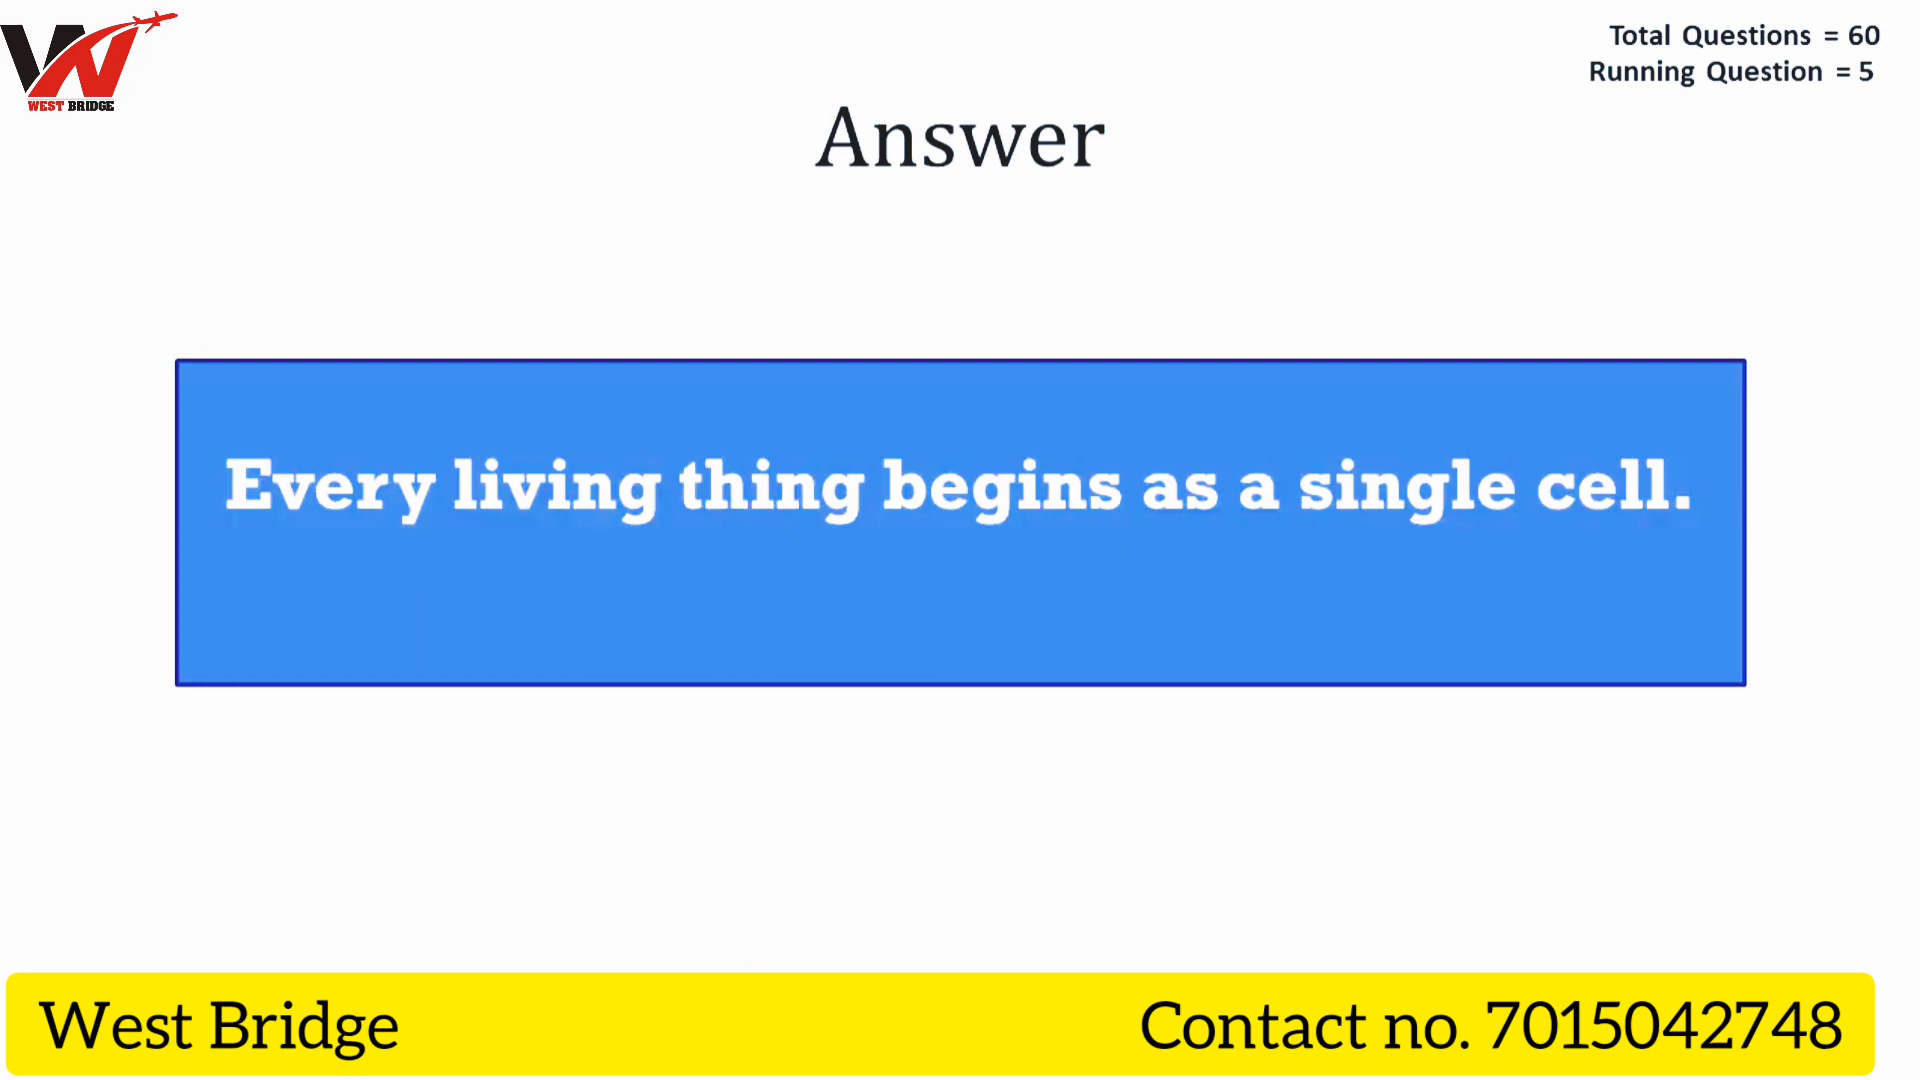 WEST BRIDGE
Total Questions = 60
Running Question = 5
Answer
Every living thing begins as a single cell.
West Bridge
Contact no. 7015042748